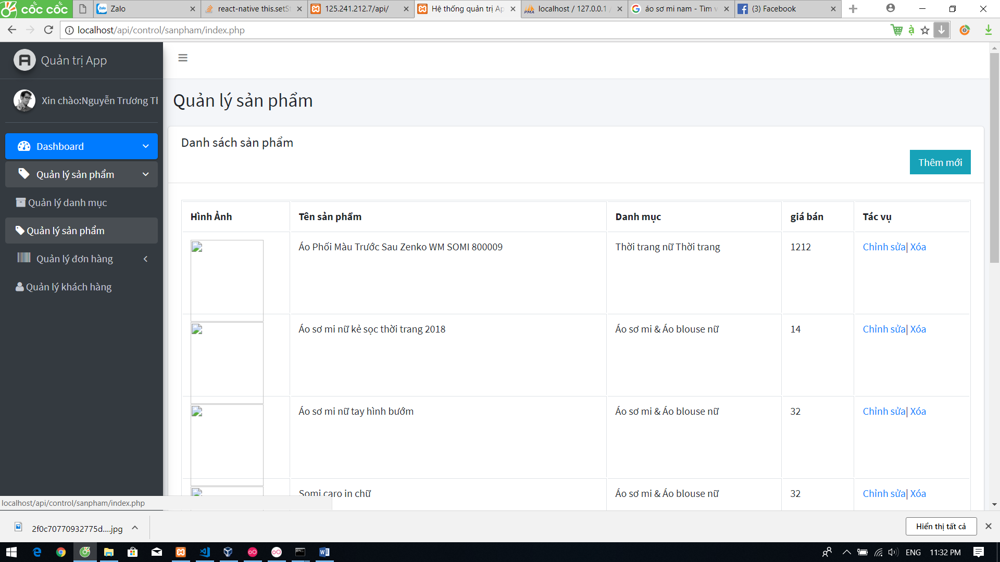 cốc cốc
Zalo
react-native this.setSt
125.241.212.7/api/
Hệ thống quản trị Ap
localhost / 127.0.0.1 /
áo sơ mi nam - Tìm v
(3) Facebook
localhost/api/control/sanpham/index.php
Quản trị App
Xin chào:Nguyễn Trương Th
Dashboard
Quản lý sản phẩm
Quản lý danh mục
Quản lý sản phẩm
Quản lý đơn hàng
Quản lý khách hàng
Quản lý sản phẩm
Danh sách sản phẩm
Thêm mới
Hình Ảnh Tên sản phẩm Danh mục giá bán Tác vụ
Áo Phối Màu Trước Sau Zenko WM SOMI 800009 Thời trang nữ Thời trang 1212 Chỉnh sửa| Xóa
Áo sơ mi nữ kẻ sọc thời trang 2018 Áo sơ mi & Áo blouse nữ 14 Chỉnh sửa| Xóa
Áo sơ mi nữ tay hình bướm Áo sơ mi & Áo blouse nữ 32 Chỉnh sửa| Xóa
Somi caro in chữ Áo sơ mi & Áo blouse nữ 32 Chỉnh sửa| Xóa
localhost/api/control/sanpham/index.php
2f0c70770932775d....jpg
Hiển thị tất cả
ENG 11:32 PM